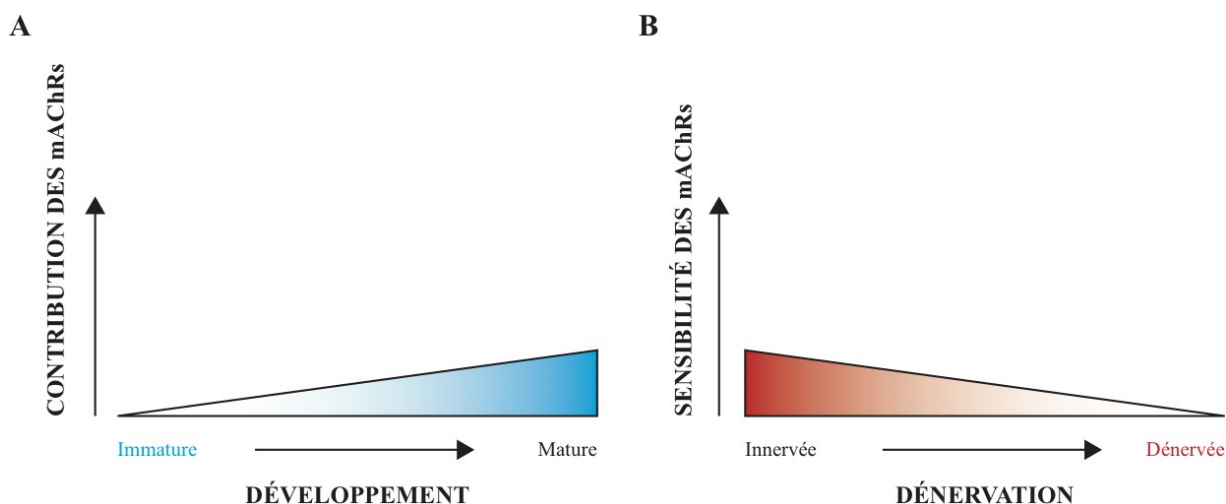 A
CONTRIBUTION DES mAChRs
Immature
Mature
DÉVELOPPEMENT
B
SENSIBILITÉ DES mAChRs
Innervée
Dénervée
DÉNERVATION